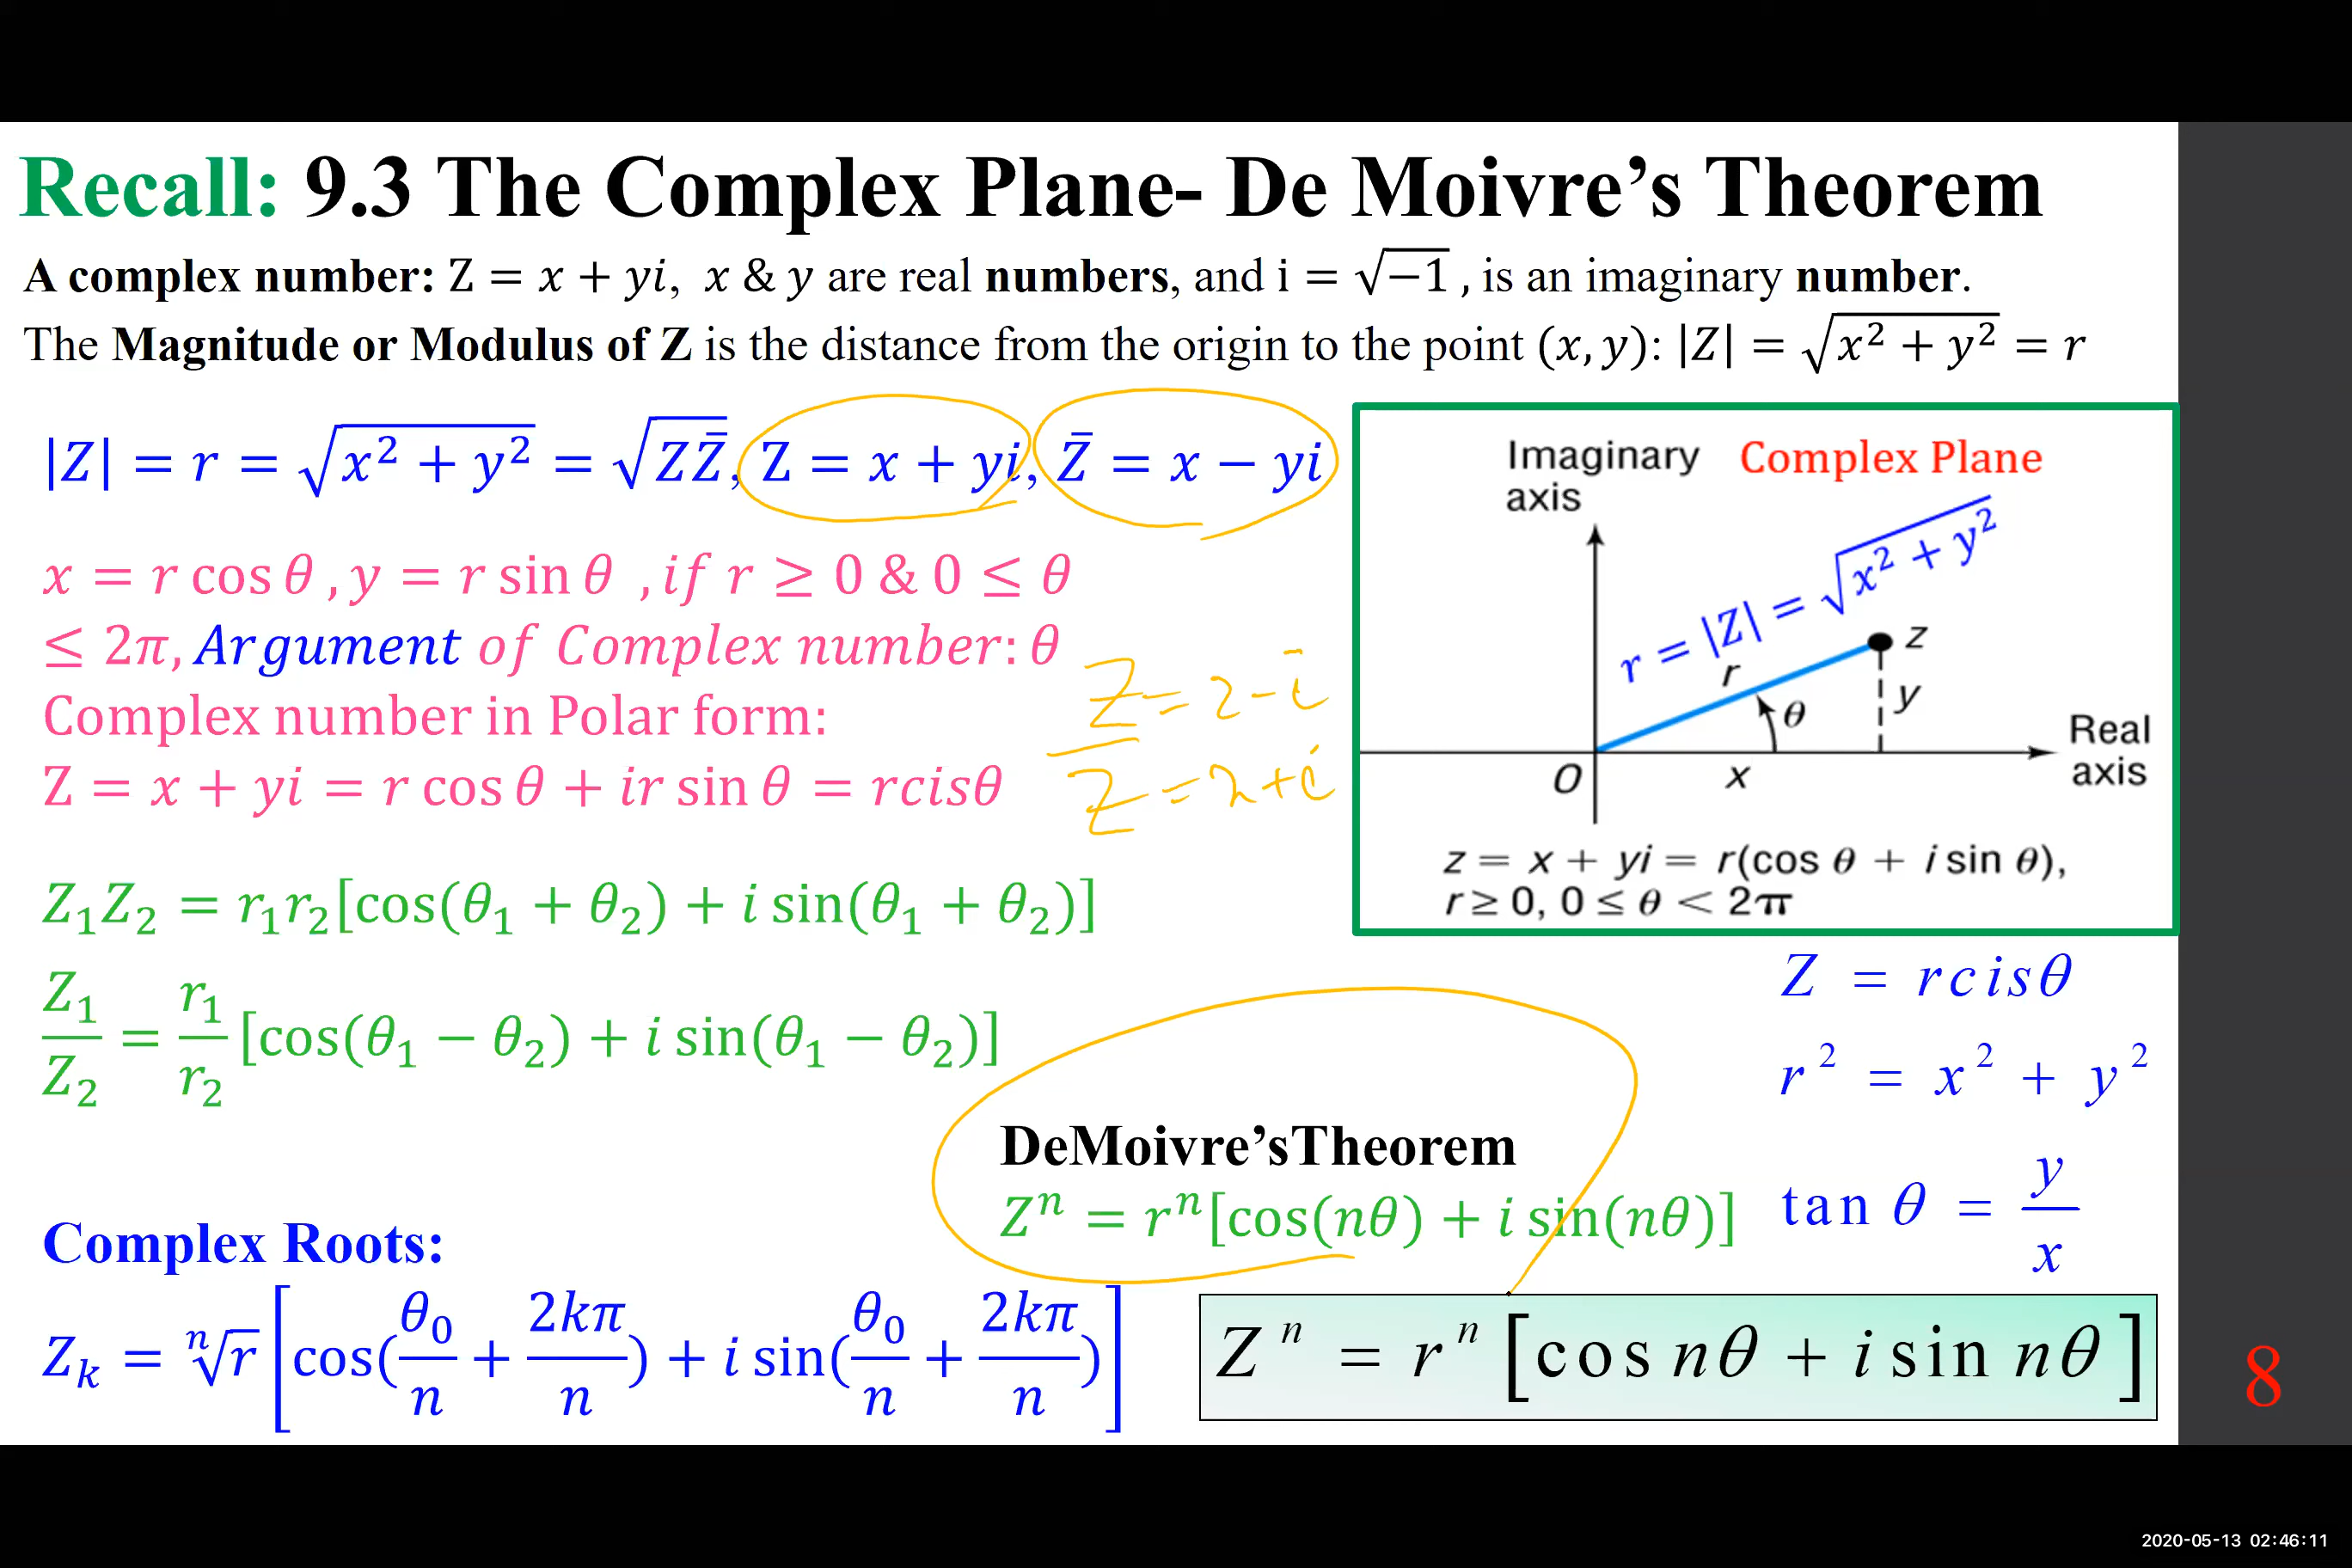 Recall: 9.3 The Complex Plane- De Moivre's Theorem
A complex number: Z = x + yi, x & y are real numbers, and i = √−1 , is an imaginary number.
The Magnitude or Modulus of Z is the distance from the origin to the point (x, y): |Z| = √(x² + y²) = r
|Z| = r = √(x² + y²) = √(ZZ̄), Z = x + yi, Z̄ = x − yi
x = r cos θ , y = r sin θ , if r ≥ 0 & 0 ≤ θ
≤ 2π, Argument of Complex number: θ
Complex number in Polar form:
Z = x + yi = r cos θ + ir sin θ = rcisθ
Z = 2 - i
Z̄ = 2 + i
Z₁Z₂ = r₁r₂[cos(θ₁ + θ₂) + i sin(θ₁ + θ₂)]
Z₁/Z₂ = r₁/r₂ [cos(θ₁ − θ₂) + i sin(θ₁ − θ₂)]
Imaginary axis
Complex Plane
r = |Z| = √(x² + y²)
z
r
y
θ
Real axis
O
x
z = x + yi = r(cos θ + i sin θ),
r ≥ 0, 0 ≤ θ < 2π
Z = rcisθ
r² = x² + y²
tan θ = y/x
DeMoivre'sTheorem
Zⁿ = rⁿ[cos(nθ) + i sin(nθ)]
Complex Roots:
Zₖ = ⁿ√r [cos(θ₀/n + 2kπ/n) + i sin(θ₀/n + 2kπ/n)]
Zⁿ = rⁿ [cos nθ + i sin nθ]
8
2020-05-13 02:46:11